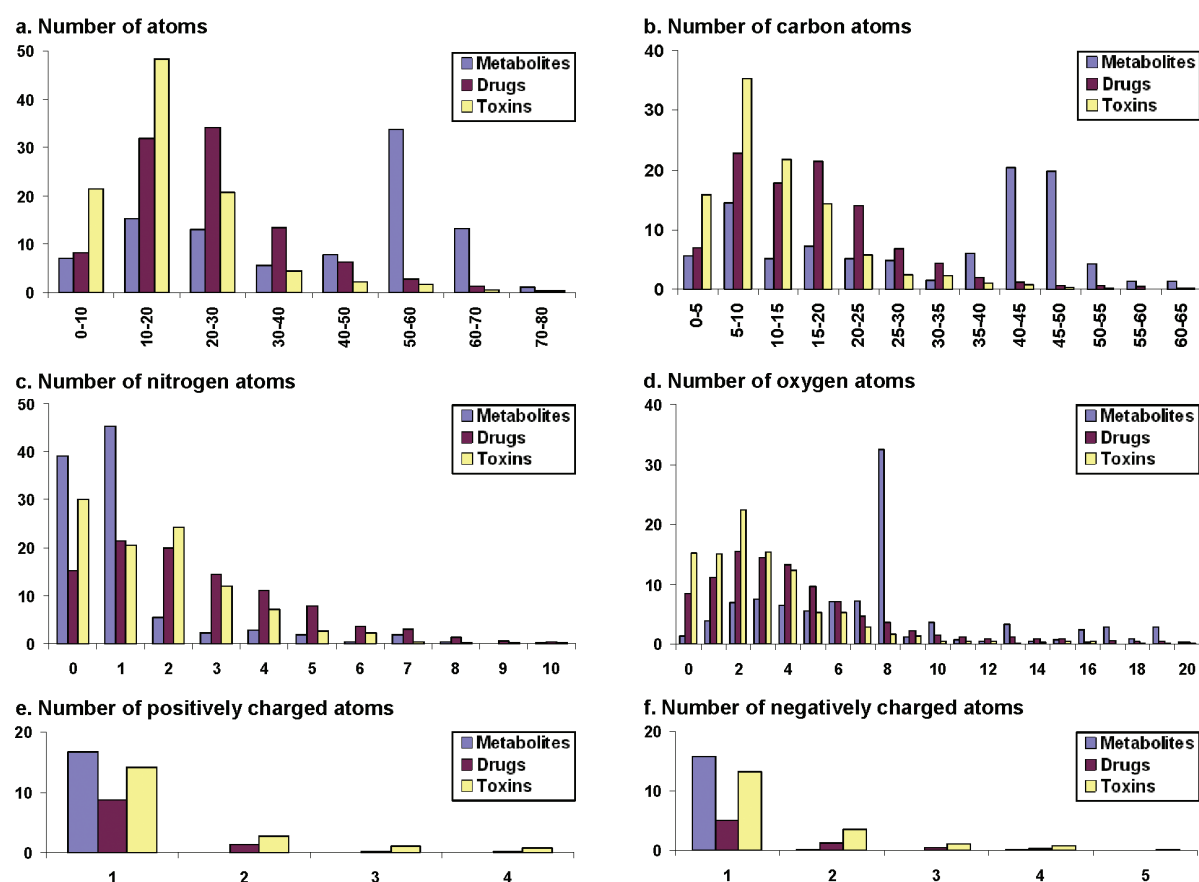 a. Number of atoms
50
40
30
20
10
0
Metabolites
Drugs
Toxins
0-10
10-20
20-30
30-40
40-50
50-60
60-70
70-80
b. Number of carbon atoms
40
30
20
10
0
Metabolites
Drugs
Toxins
0-5
5-10
10-15
15-20
20-25
25-30
30-35
35-40
40-45
45-50
50-55
55-60
60-65
c. Number of nitrogen atoms
50
40
30
20
10
0
Metabolites
Drugs
Toxins
0 1 2 3 4 5 6 7 8 9 10
d. Number of oxygen atoms
40
30
20
10
0
Metabolites
Drugs
Toxins
0 2 4 6 8 10 12 14 16 18 20
e. Number of positively charged atoms
20
10
0
Metabolites
Drugs
Toxins
1 2 3 4
f. Number of negatively charged atoms
20
10
0
Metabolites
Drugs
Toxins
1 2 3 4 5